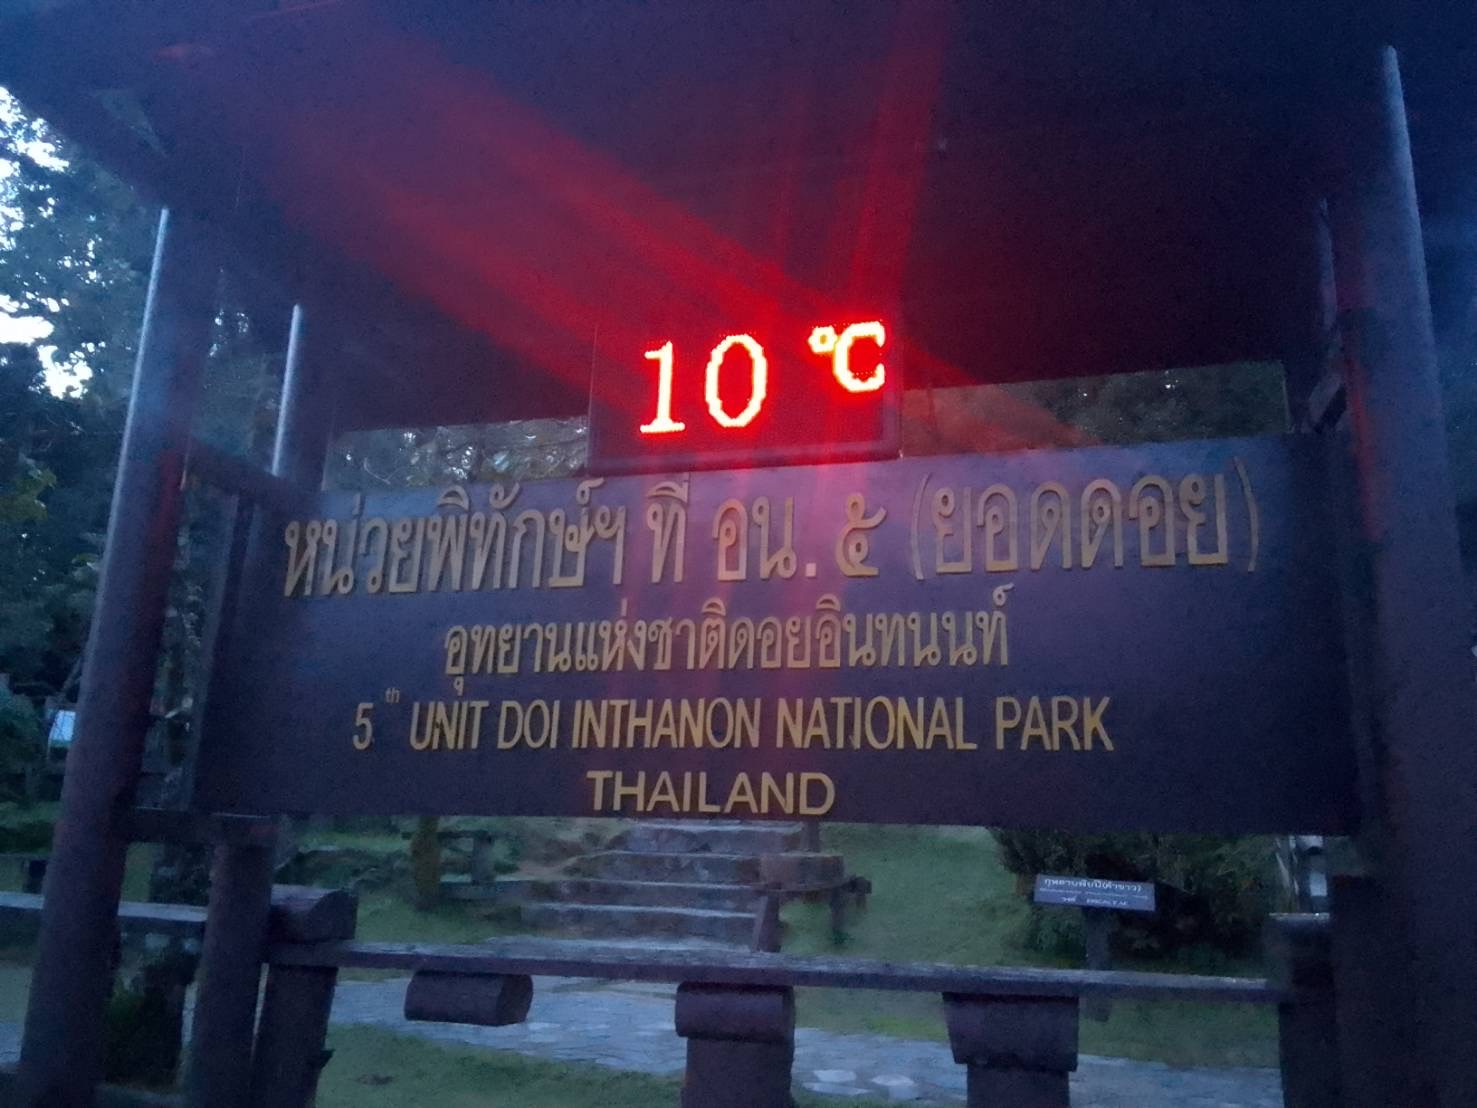 10 °C
หน่วยพิทักษ์ฯ ที่ อน. ๕ (ยอดดอย)
อุทยานแห่งชาติดอยอินทนนท์
5th UNIT DOI INTHANON NATIONAL PARK
THAILAND